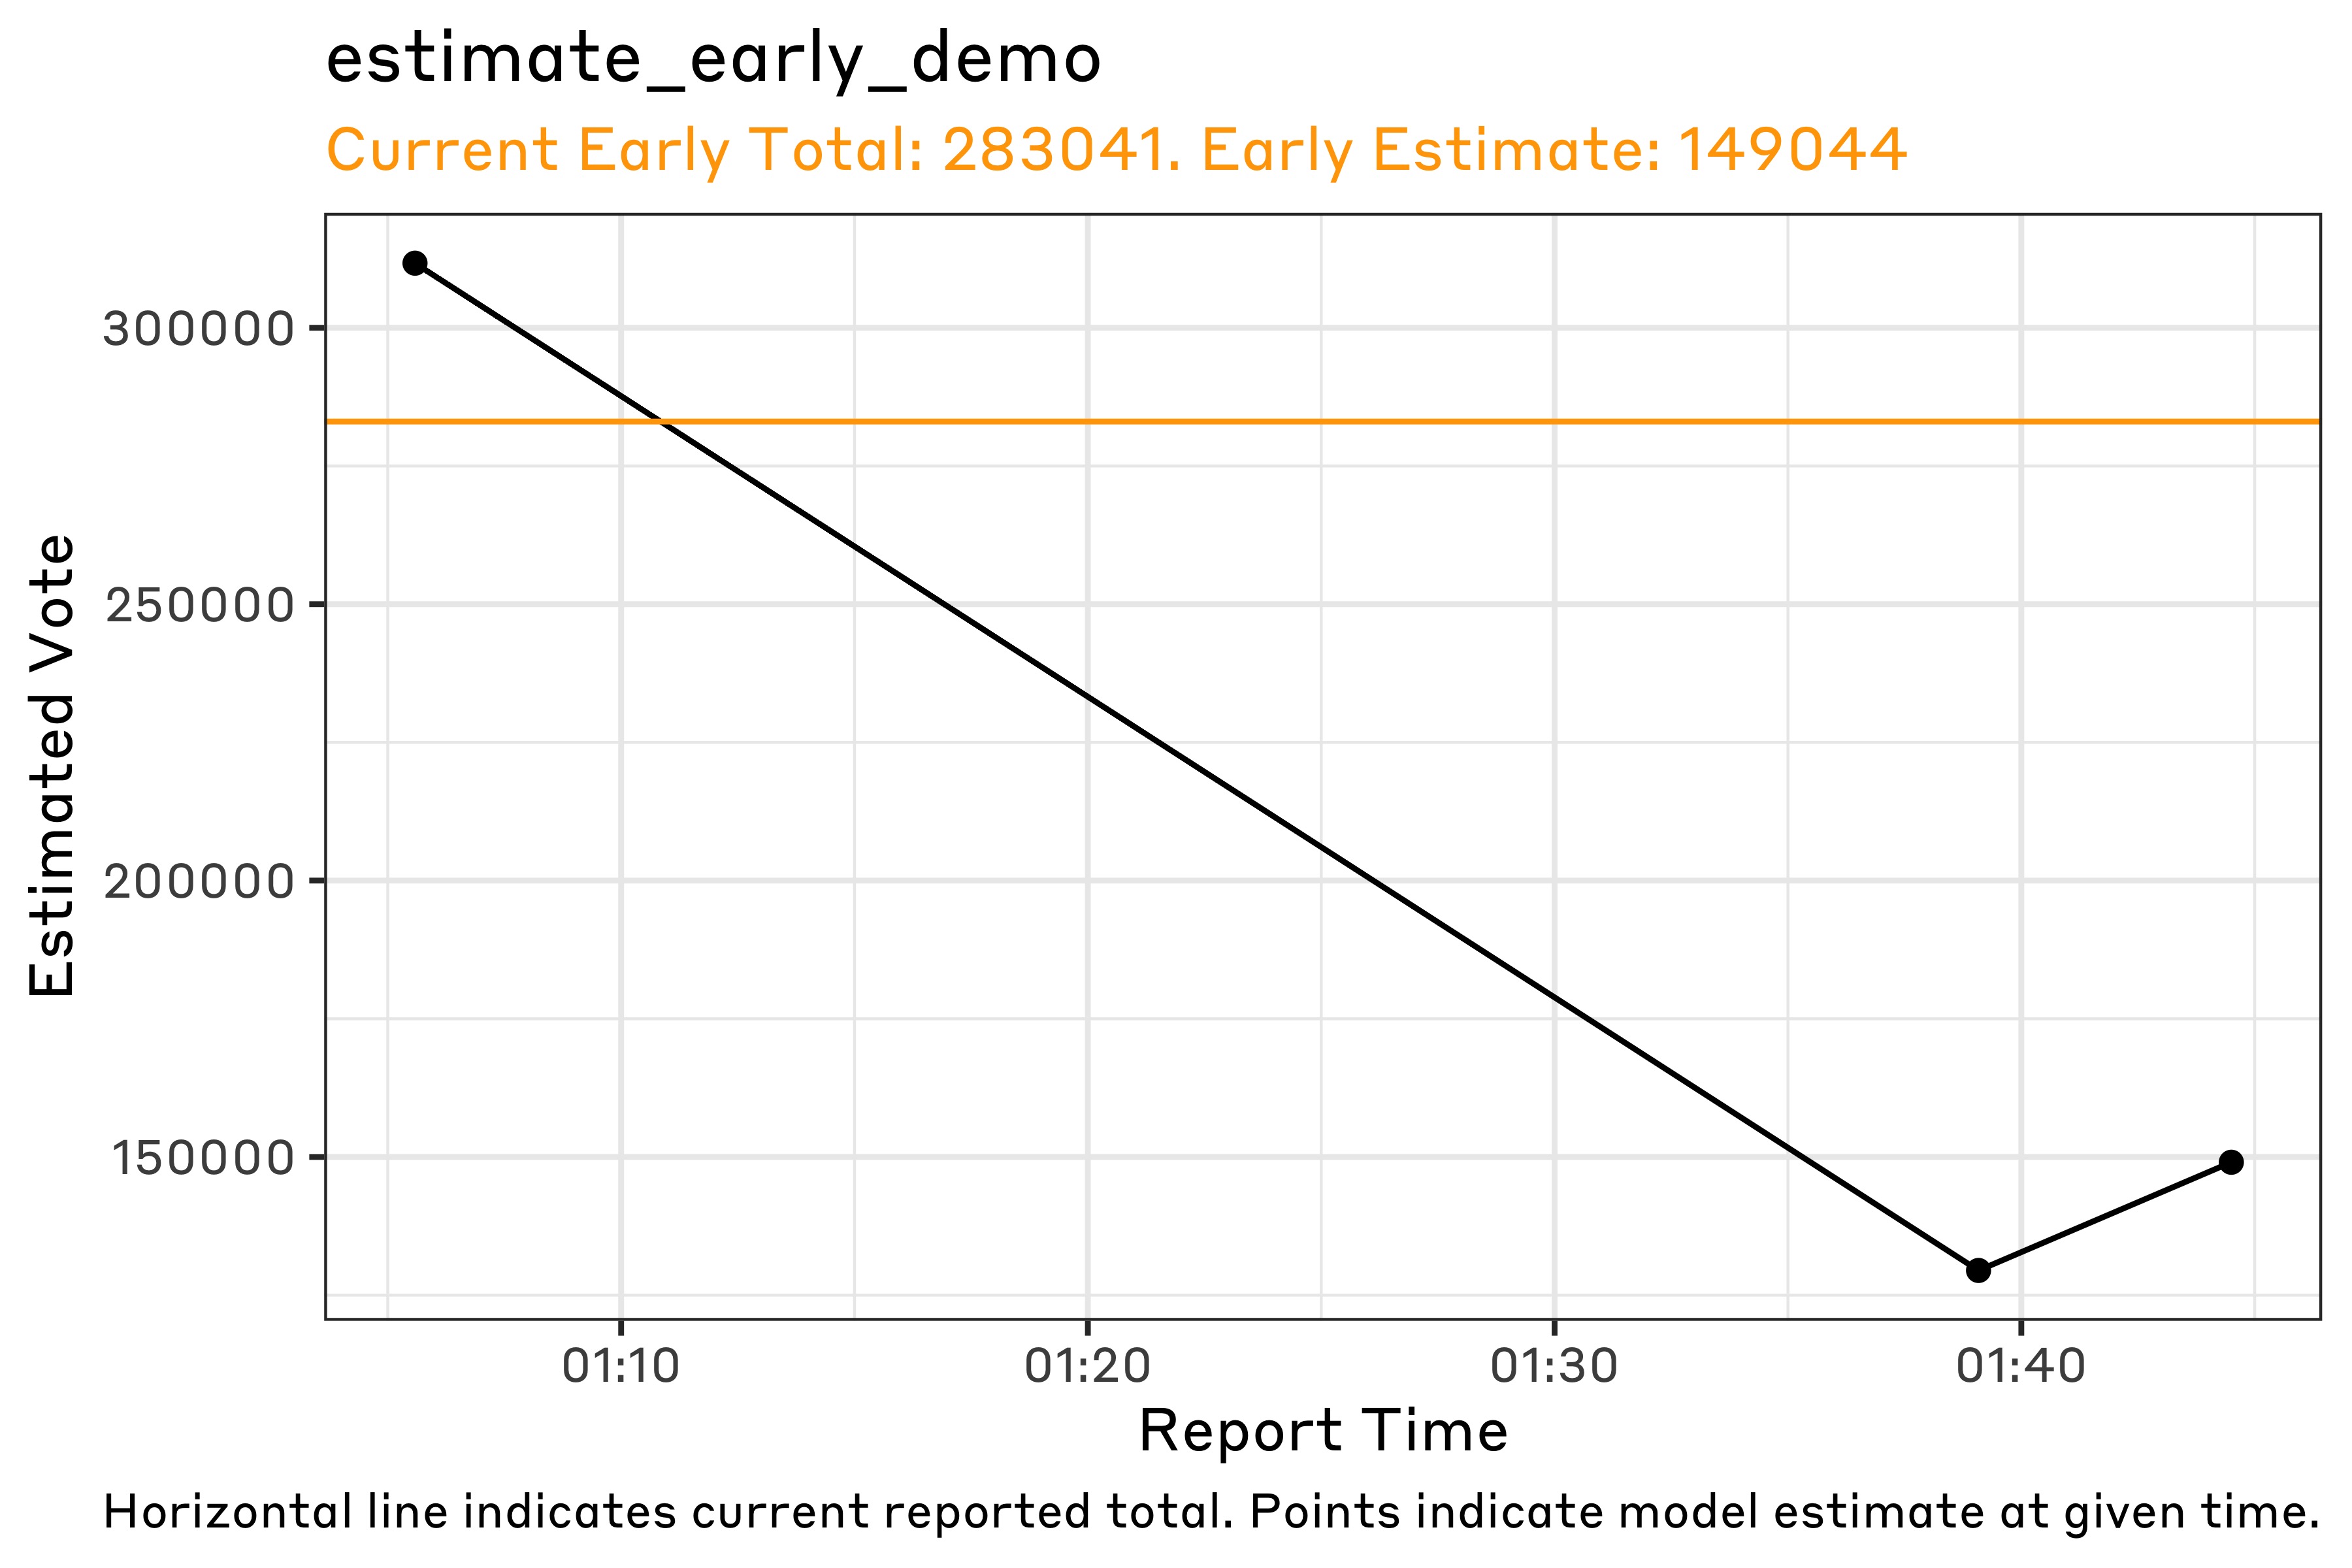 estimate_early_demo
Current Early Total: 283041. Early Estimate: 149044
Estimated Vote
300000
250000
200000
150000
01:10
01:20
01:30
01:40
Report Time
Horizontal line indicates current reported total. Points indicate model estimate at given time.